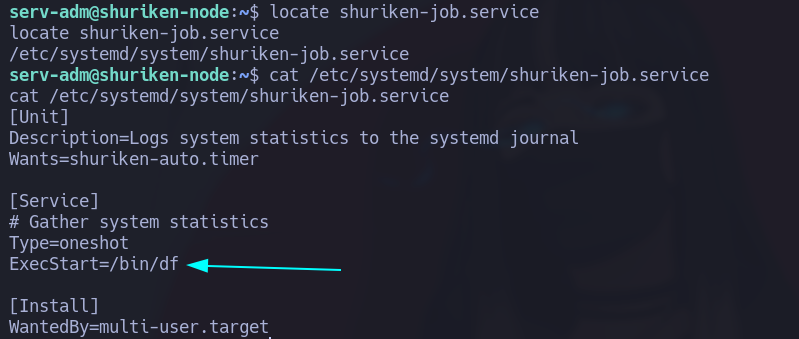 serv-adm@shuriken-node:~$ locate shuriken-job.service
locate shuriken-job.service
/etc/systemd/system/shuriken-job.service
serv-adm@shuriken-node:~$ cat /etc/systemd/system/shuriken-job.service
cat /etc/systemd/system/shuriken-job.service
[Unit]
Description=Logs system statistics to the systemd journal
Wants=shuriken-auto.timer

[Service]
# Gather system statistics
Type=oneshot
ExecStart=/bin/df

[Install]
WantedBy=multi-user.target